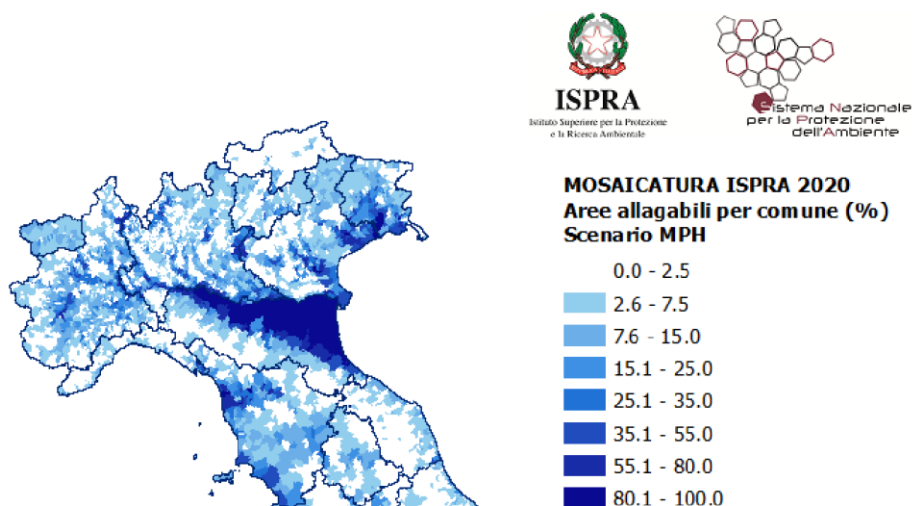 ISPRA
Istituto Superiore per la Protezione
e la Ricerca Ambientale
Sistema Nazionale
per la Protezione
dell'Ambiente
MOSAICATURA ISPRA 2020
Aree allagabili per comune (%)
Scenario MPH
0.0 - 2.5
2.6 - 7.5
7.6 - 15.0
15.1 - 25.0
25.1 - 35.0
35.1 - 55.0
55.1 - 80.0
80.1 - 100.0